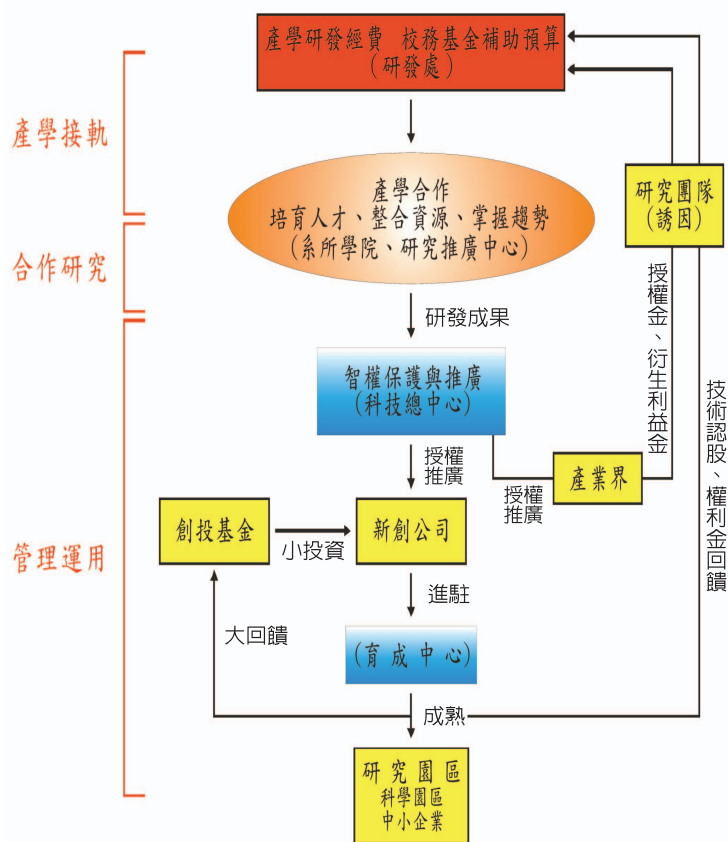 產學研發經費 校務基金補助預算
(研發處)
產學接軌
產學合作
培育人才、整合資源、掌握趨勢
(系所學院、研究推廣中心)
研究團隊
(誘因)
合作研究
研發成果
授權金、衍生利益金
智權保護與推廣
(科技總中心)
技術認股、權利金回饋
授權
推廣
產業界
授權
推廣
創投基金
小投資
新創公司
管理運用
進駐
大回饋
(育成中心)
成熟
研究園區
科學園區
中小企業